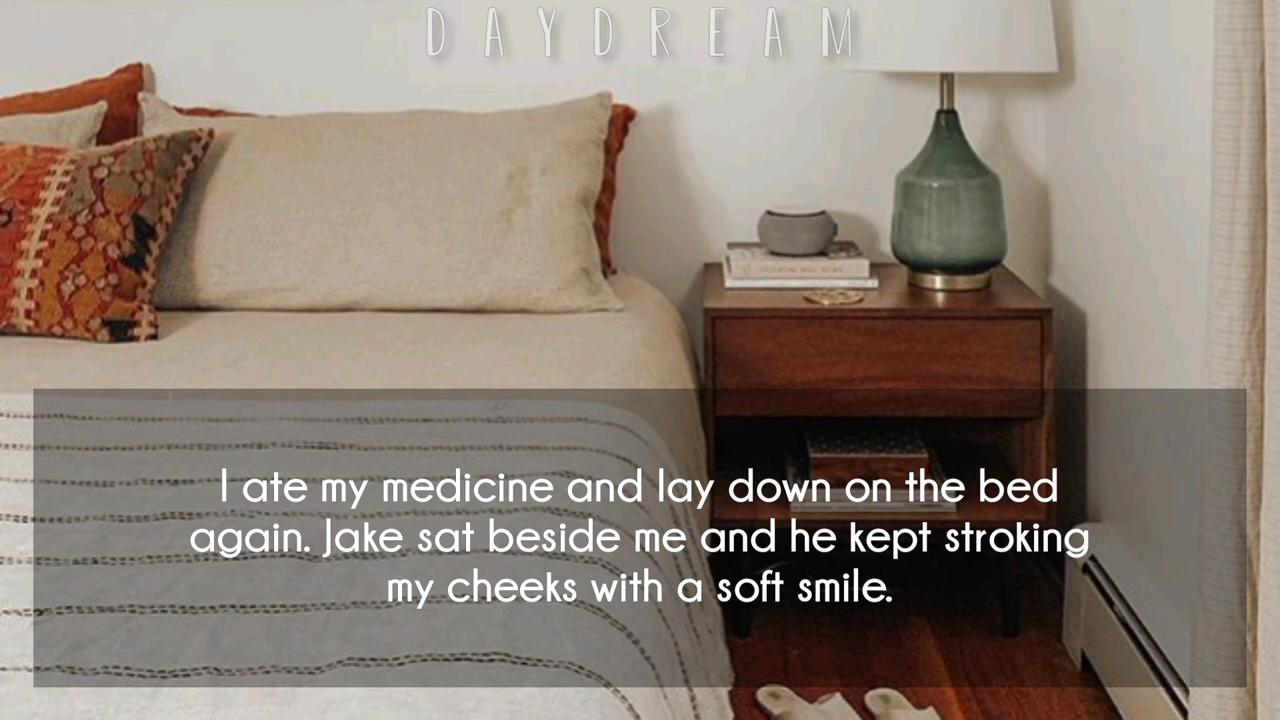 DAYDREAM
I ate my medicine and lay down on the bed
again. Jake sat beside me and he kept stroking
my cheeks with a soft smile.